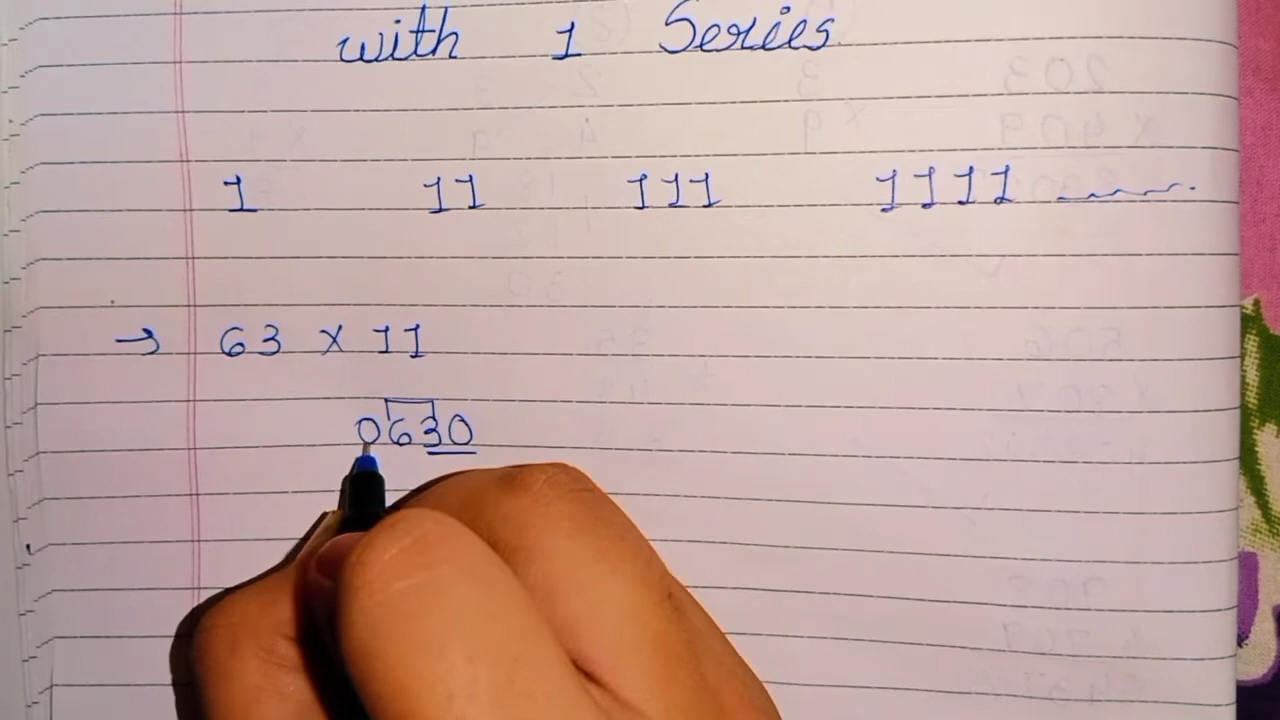 with 1 Series
1 11 111 1111
→ 63 x 11
0630